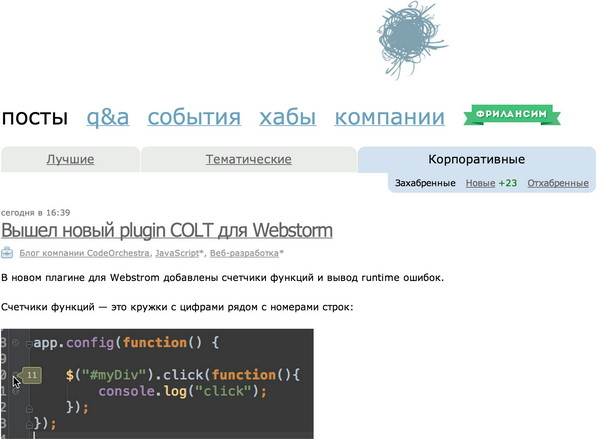 посты q&a события хабы компании ФРИЛАНСИМ
Лучшие Тематические Корпоративные
Захабренные Новые +23 Отхабренные
сегодня в 16:39
Вышел новый plugin COLT для Webstorm
Блог компании CodeOrchestra, JavaScript*, Веб-разработка*
В новом плагине для Webstrom добавлены счетчики функций и вывод runtime ошибок.
Счетчики функций — это кружки с цифрами рядом с номерами строк:
8 app.config(function() {
9
0 11 $("#myDiv").click(function(){
1 console.log("click");
2 });
3 });